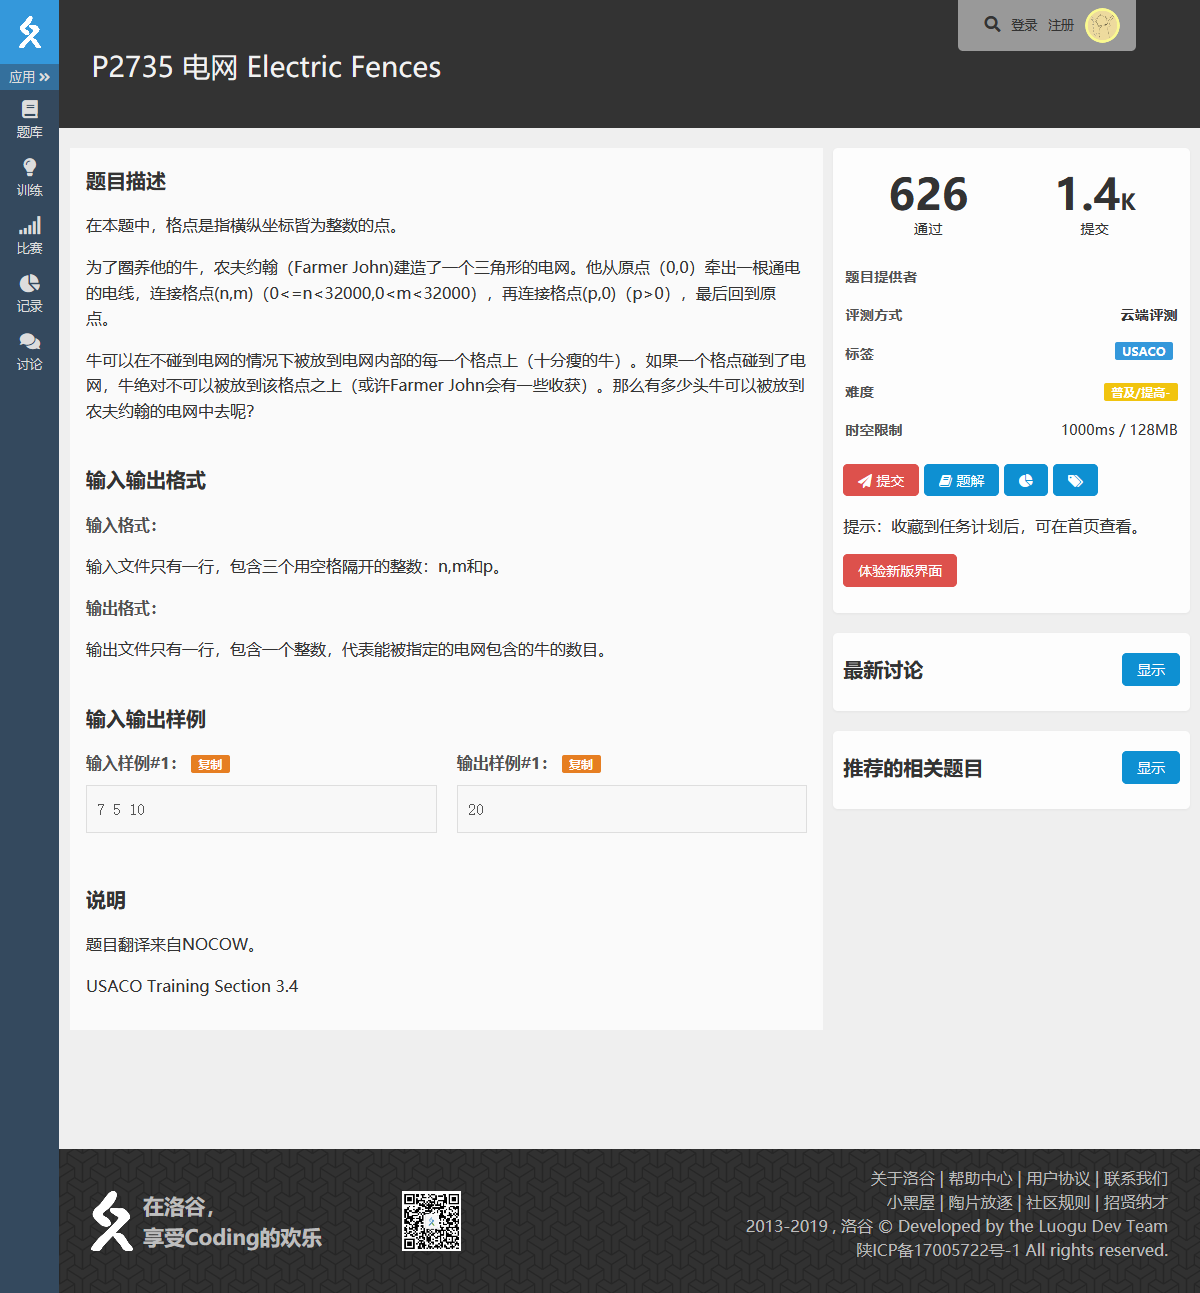 登录 注册
应用
题库
训练
比赛
记录
讨论
P2735 电网 Electric Fences
题目描述
在本题中，格点是指横纵坐标皆为整数的点。
为了圈养他的牛，农夫约翰（Farmer John)建造了一个三角形的电网。他从原点（0,0）牵出一根通电
的电线，连接格点(n,m)（0<=n<32000,0<m<32000），再连接格点(p,0)（p>0），最后回到原
点。
牛可以在不碰到电网的情况下被放到电网内部的每一个格点上（十分瘦的牛）。如果一个格点碰到了电
网，牛绝对不可以被放到该格点之上（或许Farmer John会有一些收获）。那么有多少头牛可以被放到
农夫约翰的电网中去呢？
输入输出格式
输入格式：
输入文件只有一行，包含三个用空格隔开的整数：n,m和p。
输出格式：
输出文件只有一行，包含一个整数，代表能被指定的电网包含的牛的数目。
输入输出样例
输入样例#1： 复制
7 5 10
输出样例#1： 复制
20
说明
题目翻译来自NOCOW。
USACO Training Section 3.4
626
通过
1.4K
提交
题目提供者
评测方式 云端评测
标签 USACO
难度 普及/提高-
时空限制 1000ms / 128MB
提交 题解
提示：收藏到任务计划后，可在首页查看。
体验新版界面
最新讨论 显示
推荐的相关题目 显示
在洛谷，
享受Coding的欢乐
关于洛谷 | 帮助中心 | 用户协议 | 联系我们
小黑屋 | 陶片放逐 | 社区规则 | 招贤纳才
2013-2019 , 洛谷 © Developed by the Luogu Dev Team
陕ICP备17005722号-1 All rights reserved.